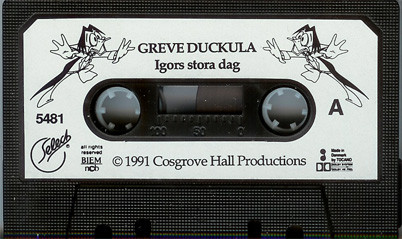 GREVE DUCKULA
Igors stora dag
5481
A
100 50 0
Select
all rights
reserved
BIEM
ncb
© 1991 Cosgrove Hall Productions
Made in
Denmark
by TOCANO